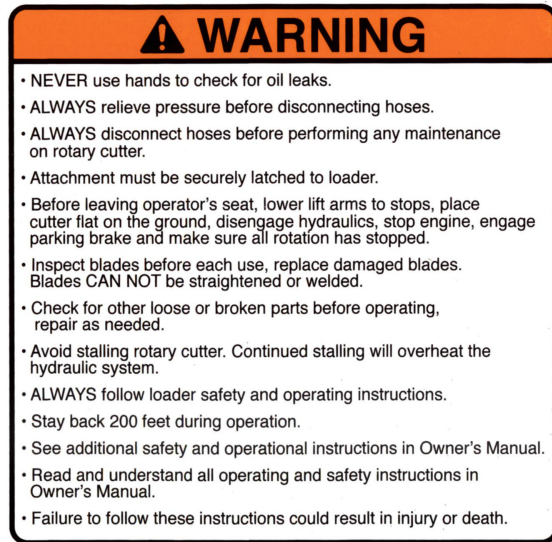 WARNING
• NEVER use hands to check for oil leaks.
• ALWAYS relieve pressure before disconnecting hoses.
• ALWAYS disconnect hoses before performing any maintenance
on rotary cutter.
• Attachment must be securely latched to loader.
• Before leaving operator's seat, lower lift arms to stops, place
cutter flat on the ground, disengage hydraulics, stop engine, engage
parking brake and make sure all rotation has stopped.
• Inspect blades before each use, replace damaged blades.
Blades CAN NOT be straightened or welded.
• Check for other loose or broken parts before operating,
repair as needed.
• Avoid stalling rotary cutter. Continued stalling will overheat the
hydraulic system.
• ALWAYS follow loader safety and operating instructions.
• Stay back 200 feet during operation.
• See additional safety and operational instructions in Owner's Manual.
• Read and understand all operating and safety instructions in
Owner's Manual.
• Failure to follow these instructions could result in injury or death.